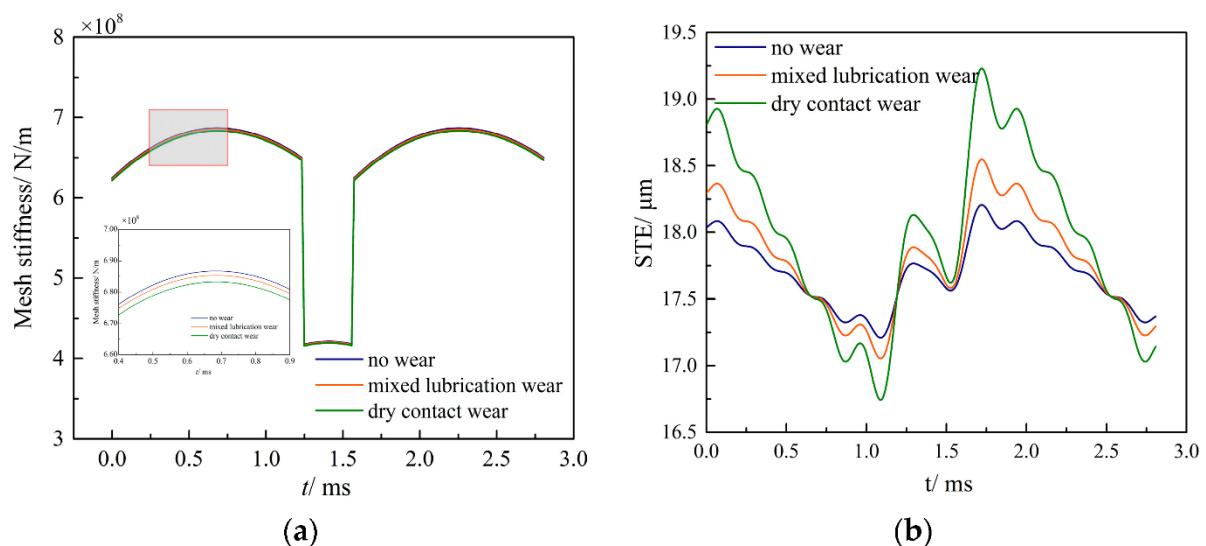 ×10⁸
8
7
6
5
4
3
Mesh stiffness/ N/m
×10⁸
7.00
6.90
6.80
6.70
6.60
Mesh stiffness/ N/m
no wear
mixed lubrication wear
dry contact wear
0.4 0.5 0.6 0.7 0.8 0.9
t/ ms
no wear
mixed lubrication wear
dry contact wear
0.0 0.5 1.0 1.5 2.0 2.5 3.0
t/ ms
(a)
19.5
19.0
18.5
18.0
17.5
17.0
16.5
STE/ μm
no wear
mixed lubrication wear
dry contact wear
0.0 0.5 1.0 1.5 2.0 2.5 3.0
t/ ms
(b)